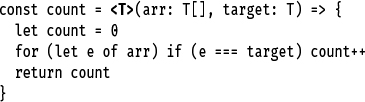 const count = <T>(arr: T[], target: T) => {
  let count = 0
  for (let e of arr) if (e === target) count++
  return count
}